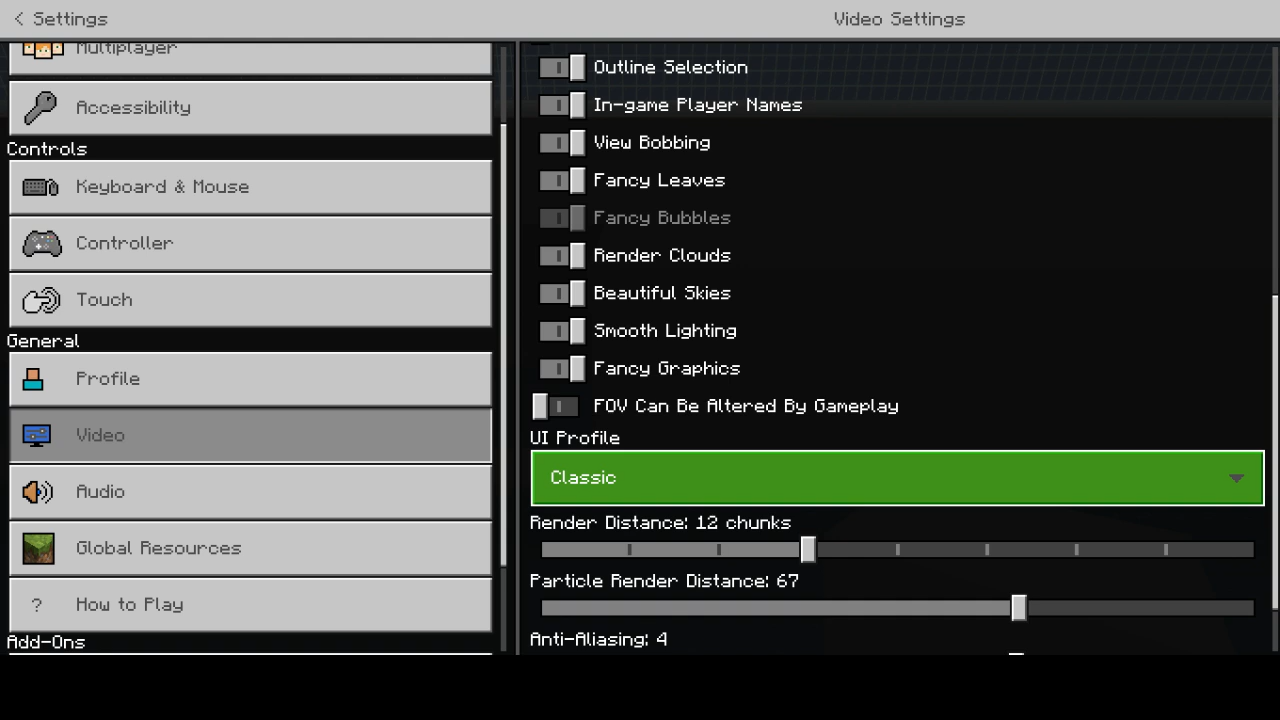 Settings
Video Settings
Multiplayer
Accessibility
Controls
Keyboard & Mouse
Controller
Touch
General
Profile
Video
Audio
Global Resources
? How to Play
Add-Ons
Outline Selection
In-game Player Names
View Bobbing
Fancy Leaves
Fancy Bubbles
Render Clouds
Beautiful Skies
Smooth Lighting
Fancy Graphics
FOV Can Be Altered By Gameplay
UI Profile
Classic
Render Distance: 12 chunks
Particle Render Distance: 67
Anti-Aliasing: 4